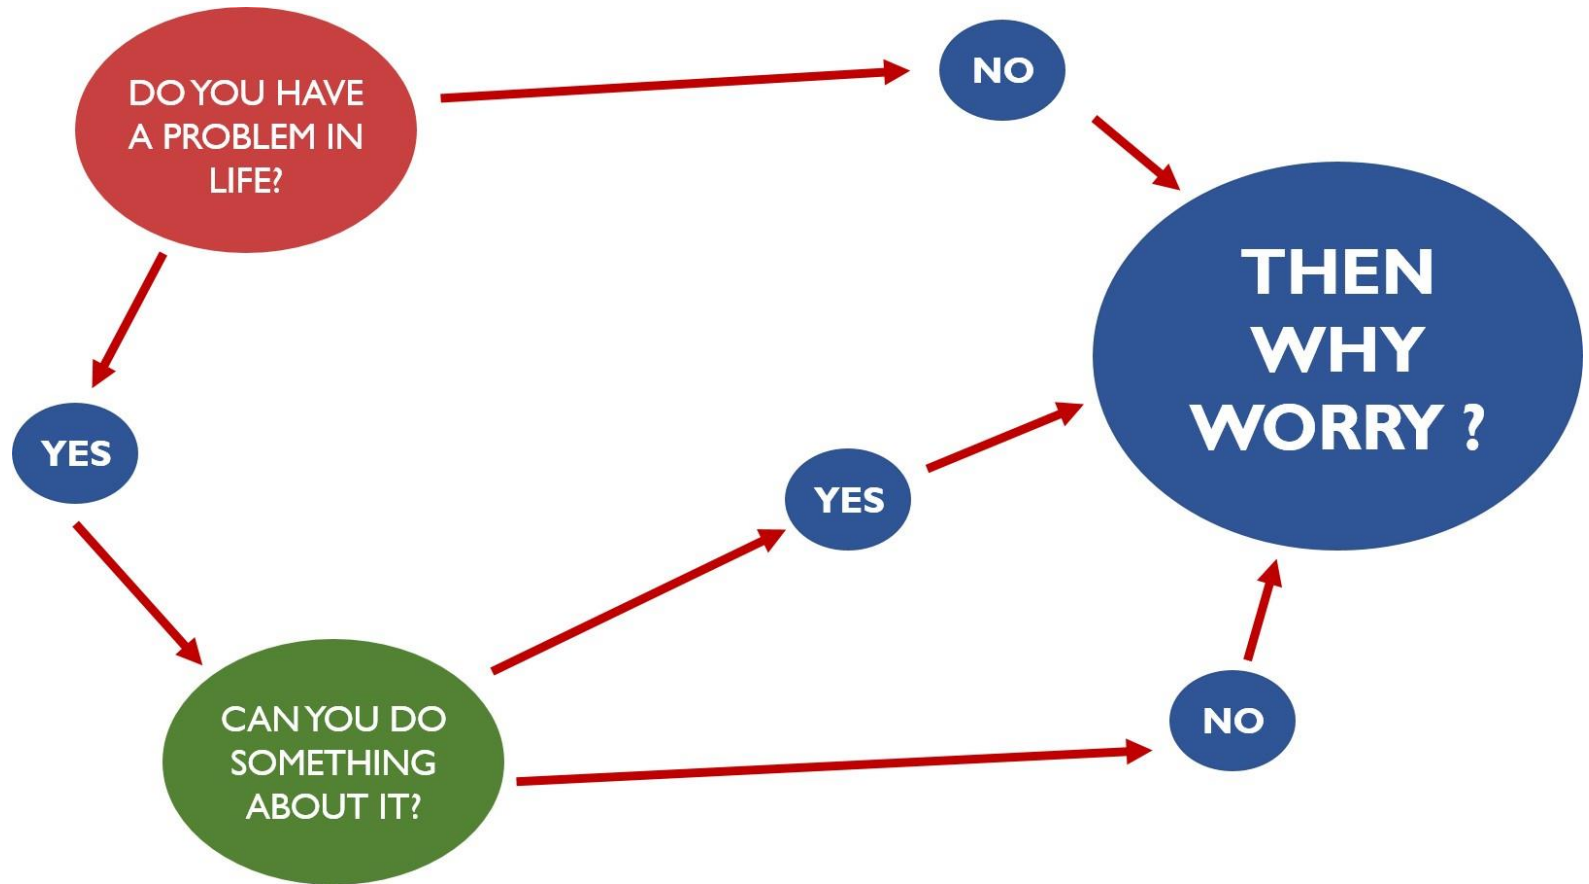 DO YOU HAVE
A PROBLEM IN
LIFE?
NO
THEN
WHY
WORRY ?
YES
YES
CAN YOU DO
SOMETHING
ABOUT IT?
NO